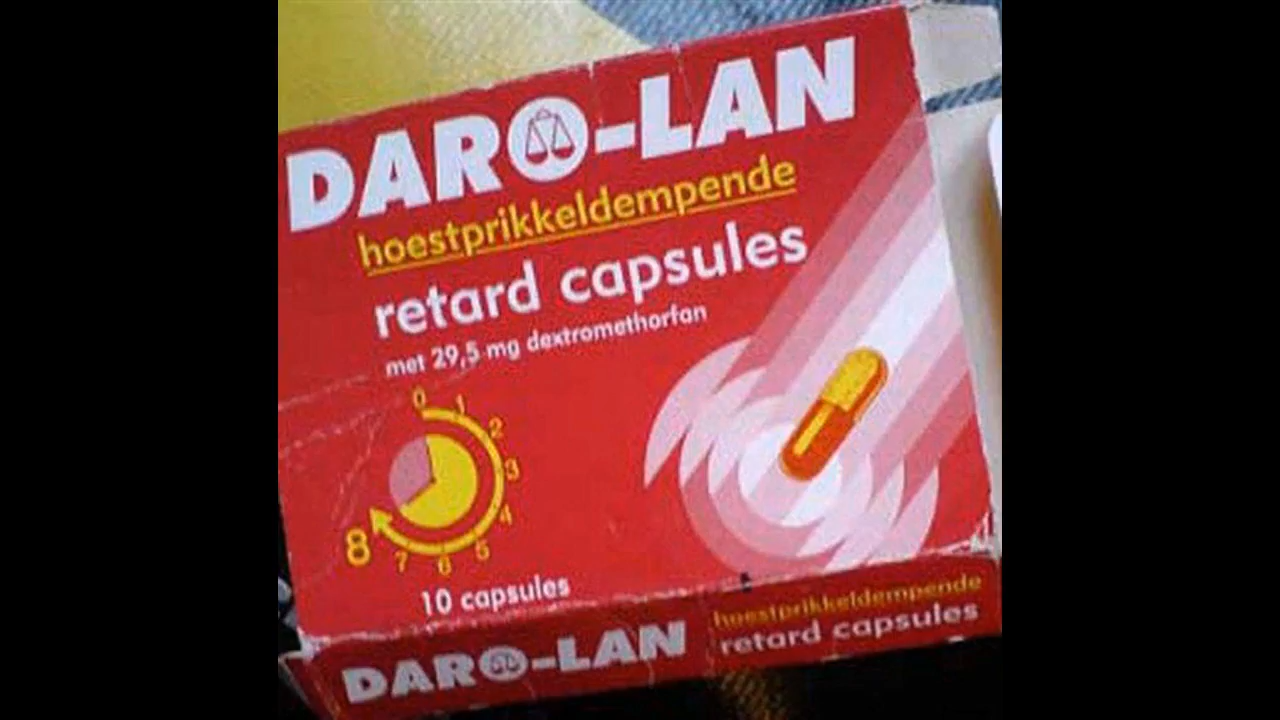 DARO-LAN
hoestprikkeldempende
retard capsules
met 29,5 mg dextromethorfan
0
1
2
3
4
5
6
7
8
10 capsules
DARO-LAN
hoestprikkeldempende
retard capsules